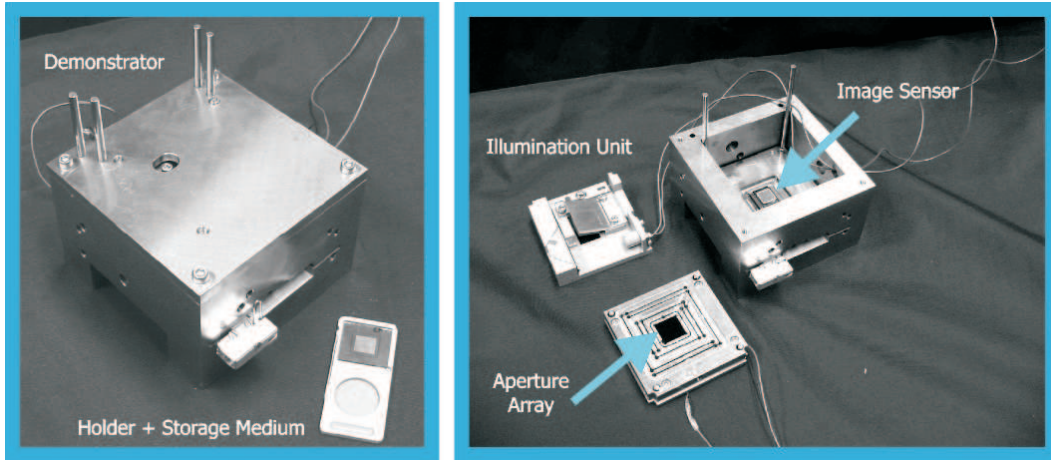 Demonstrator
Holder + Storage Medium
Image Sensor
Illumination Unit
Aperture
Array